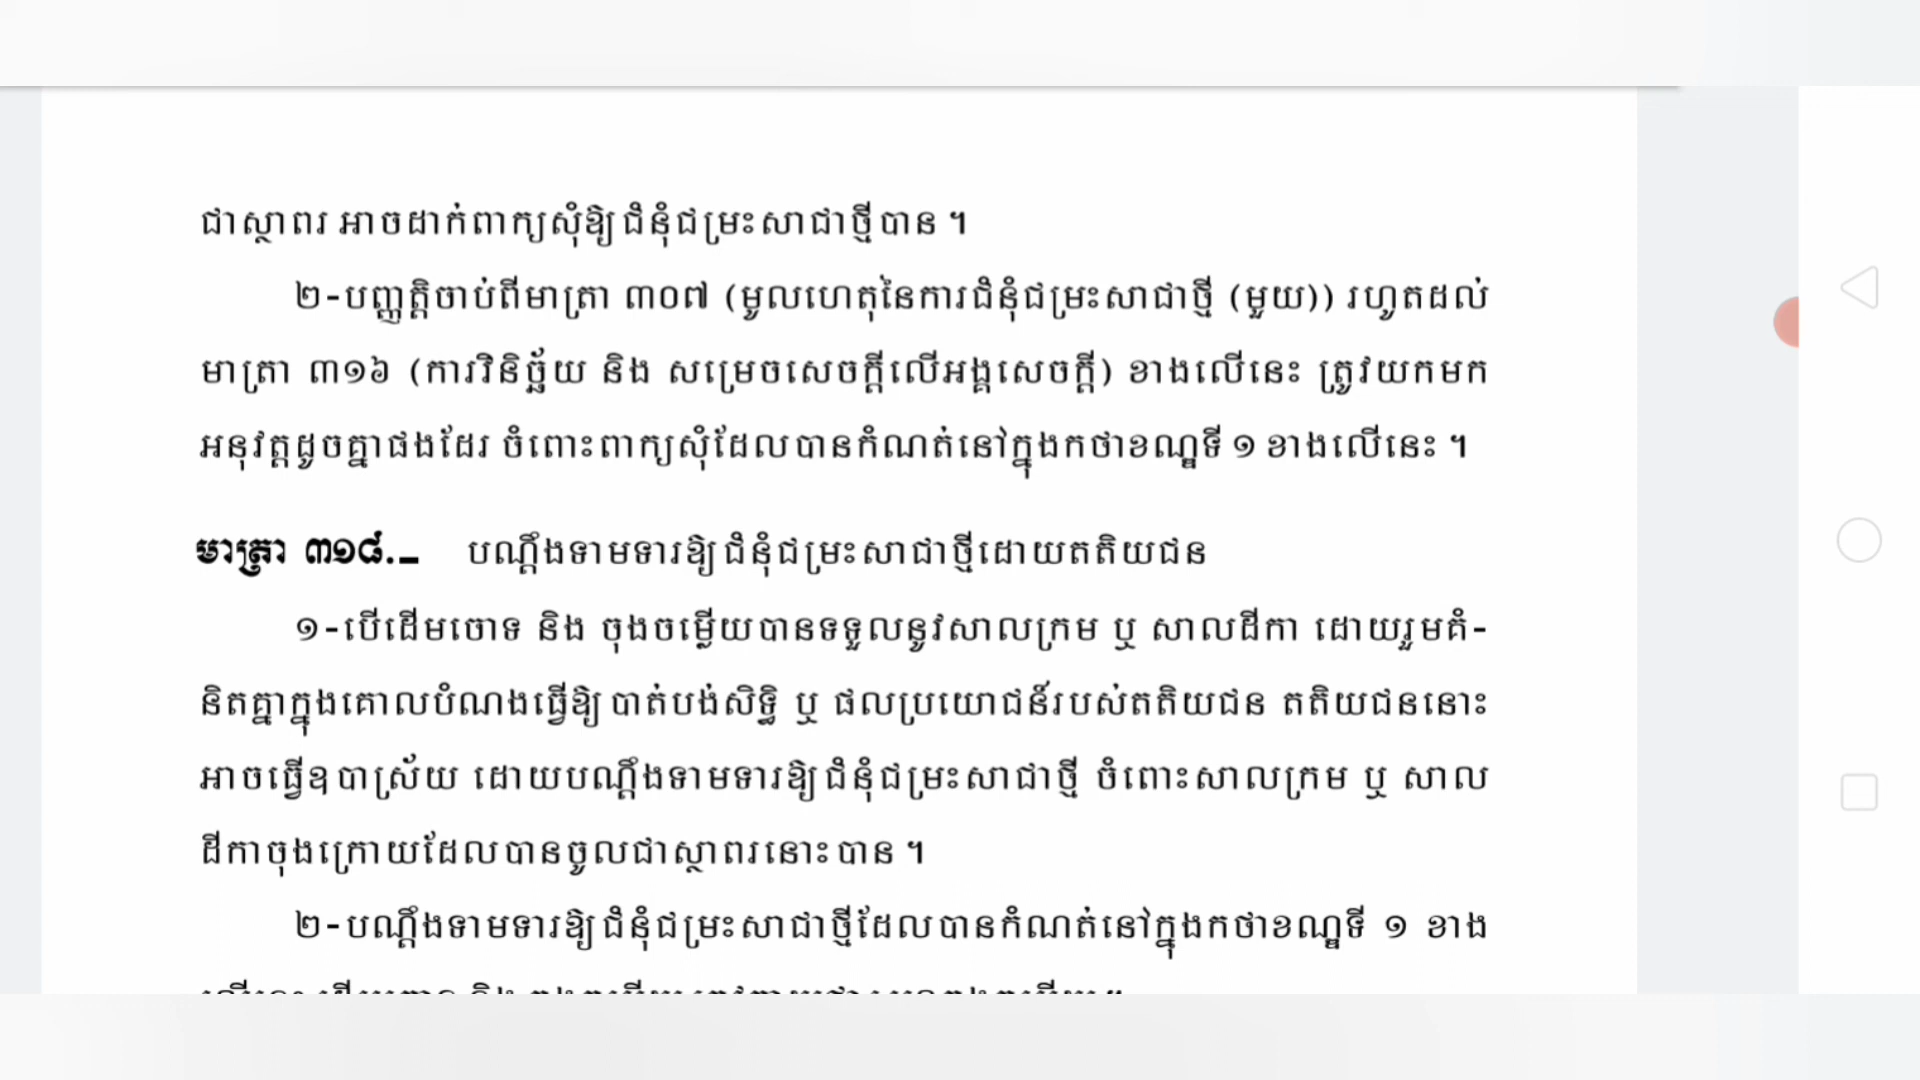 ជាស្ថាពរ អាចដាក់ពាក្យសុំឱ្យជំនុំជម្រះសាជាថ្មីបាន ។
២-បញ្ញត្តិចាប់ពីមាត្រា ៣០៧ (មូលហេតុនៃការជំនុំជម្រះសាជាថ្មី (មួយ)) រហូតដល់
មាត្រា ៣១៦ (ការវិនិច្ឆ័យ និង សម្រេចសេចក្តីលើអង្គសេចក្តី) ខាងលើនេះ ត្រូវយកមក
អនុវត្តដូចគ្នាផងដែរ ចំពោះពាក្យសុំដែលបានកំណត់នៅក្នុងកថាខណ្ឌទី ១ ខាងលើនេះ ។
មាត្រា ៣១៨._ បណ្តឹងទាមទារឱ្យជំនុំជម្រះសាជាថ្មីដោយតតិយជន
១-បើដើមចោទ និង ចុងចម្លើយបានទទួលនូវសាលក្រម ឬ សាលដីកា ដោយរួមគំ-
និតគ្នាក្នុងគោលបំណងធ្វើឱ្យបាត់បង់សិទ្ធិ ឬ ផលប្រយោជន៍របស់តតិយជន តតិយជននោះ
អាចធ្វើឧបាស្រ័យ ដោយបណ្តឹងទាមទារឱ្យជំនុំជម្រះសាជាថ្មី ចំពោះសាលក្រម ឬ សាល
ដីកាចុងក្រោយដែលបានចូលជាស្ថាពរនោះបាន ។
២-បណ្តឹងទាមទារឱ្យជំនុំជម្រះសាជាថ្មីដែលបានកំណត់នៅក្នុងកថាខណ្ឌទី ១ ខាង